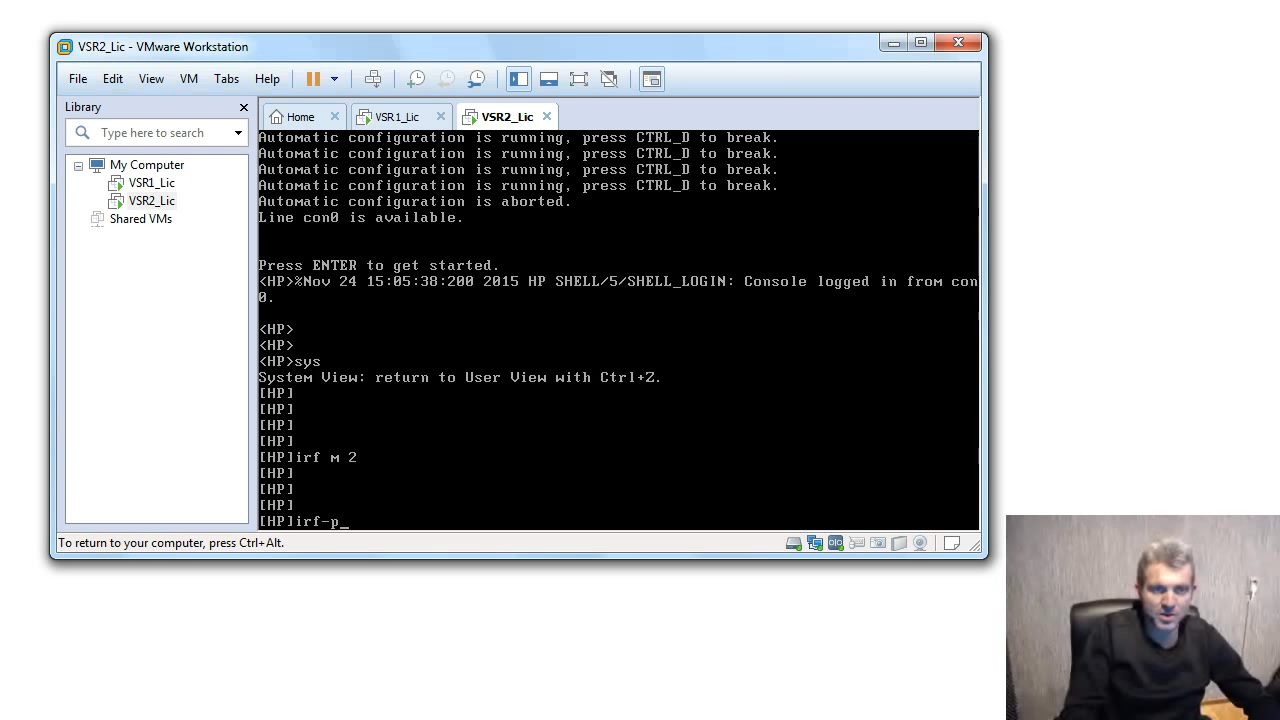 VSR2_Lic - VMware Workstation
File Edit View VM Tabs Help
Library
Type here to search
My Computer
VSR1_Lic
VSR2_Lic
Shared VMs
Home VSR1_Lic VSR2_Lic
Automatic configuration is running, press CTRL_D to break.
Automatic configuration is running, press CTRL_D to break.
Automatic configuration is running, press CTRL_D to break.
Automatic configuration is running, press CTRL_D to break.
Automatic configuration is aborted.
Line con0 is available.
Press ENTER to get started.
<HP>%Nov 24 15:05:38:200 2015 HP SHELL/5/SHELL_LOGIN: Console logged in from con
0.
<HP>
<HP>
<HP>sys
System View: return to User View with Ctrl+Z.
[HP]
[HP]
[HP]
[HP]
[HP]irf m 2
[HP]
[HP]
[HP]
[HP]irf-p_
To return to your computer, press Ctrl+Alt.